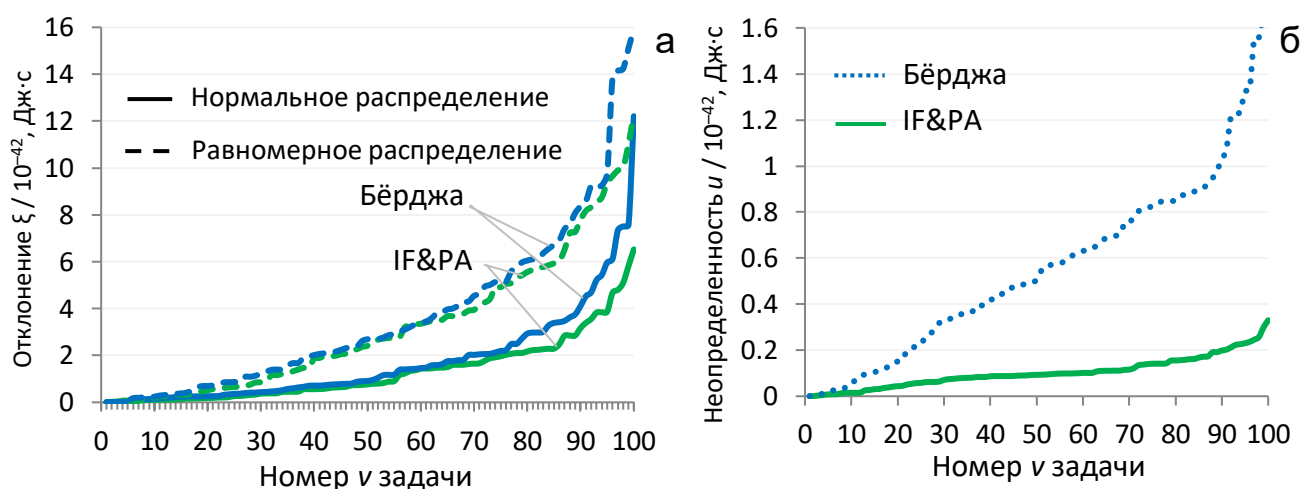 а
Отклонение ξ / 10⁻⁴², Дж·с
16
14
12
10
8
6
4
2
0
Нормальное распределение
Равномерное распределение
Бёрджа
IF&PA
0 10 20 30 40 50 60 70 80 90 100
Номер v задачи
б
Неопределенность u / 10⁻⁴², Дж·с
1.6
1.4
1.2
1
0.8
0.6
0.4
0.2
0
Бёрджа
IF&PA
0 10 20 30 40 50 60 70 80 90 100
Номер v задачи